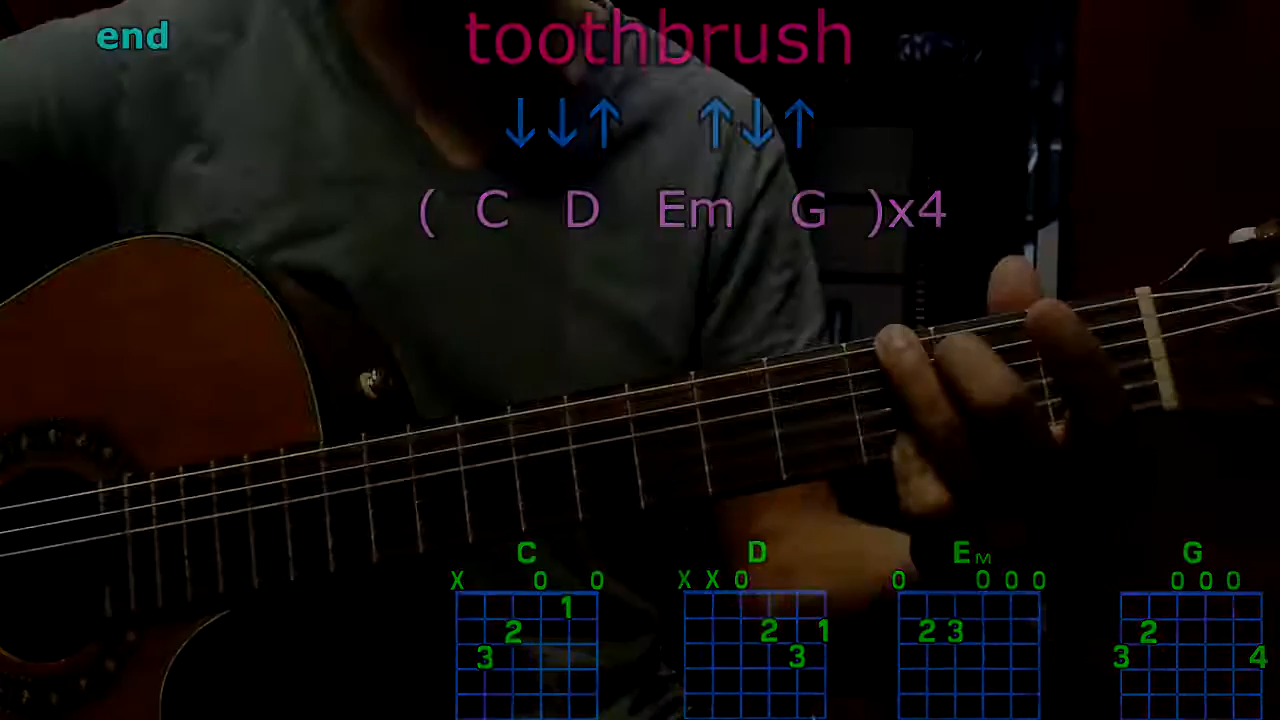 end
toothbrush
↓↓↑ ↑↓↑
( C D Em G )x4
C D EM G
X 0 0 X X 0 0 0 0 0 0 0 0
1
2 2 1 2 3 2
3 3 3 4